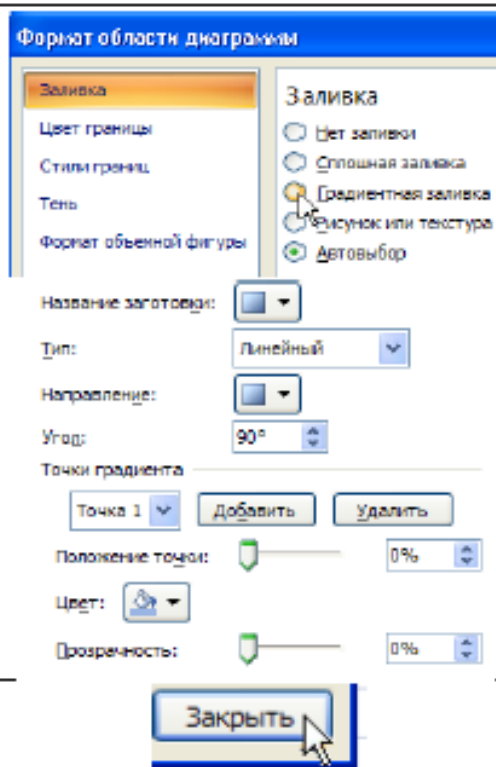 Формат области диаграммы
Заливка
Цвет границы
Стили границ
Тень
Формат объемной фигуры
Заливка
Нет заливки
Сплошная заливка
Градиентная заливка
Рисунок или текстура
Автовыбор
Название заготовки:
Тип: Линейный
Направление:
Угол: 90°
Точки градиента
Точка 1 Добавить Удалить
Положение точки: 0%
Цвет:
Прозрачность: 0%
Закрыть